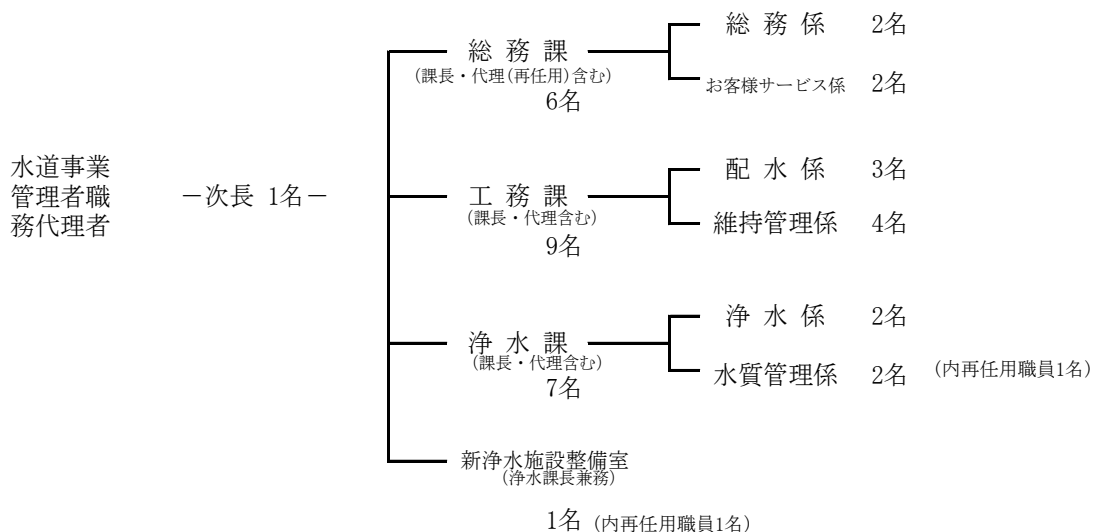 水道事業
管理者職
務代理者
－次長 1名－
総 務 課
(課長・代理(再任用)含む)
6名
総 務 係 2名
お客様サービス係 2名
工 務 課
(課長・代理含む)
9名
配 水 係 3名
維持管理係 4名
浄 水 課
(課長・代理含む)
7名
浄 水 係 2名
水質管理係 2名 (内再任用職員1名)
新浄水施設整備室
(浄水課長兼務)
1名 (内再任用職員1名)